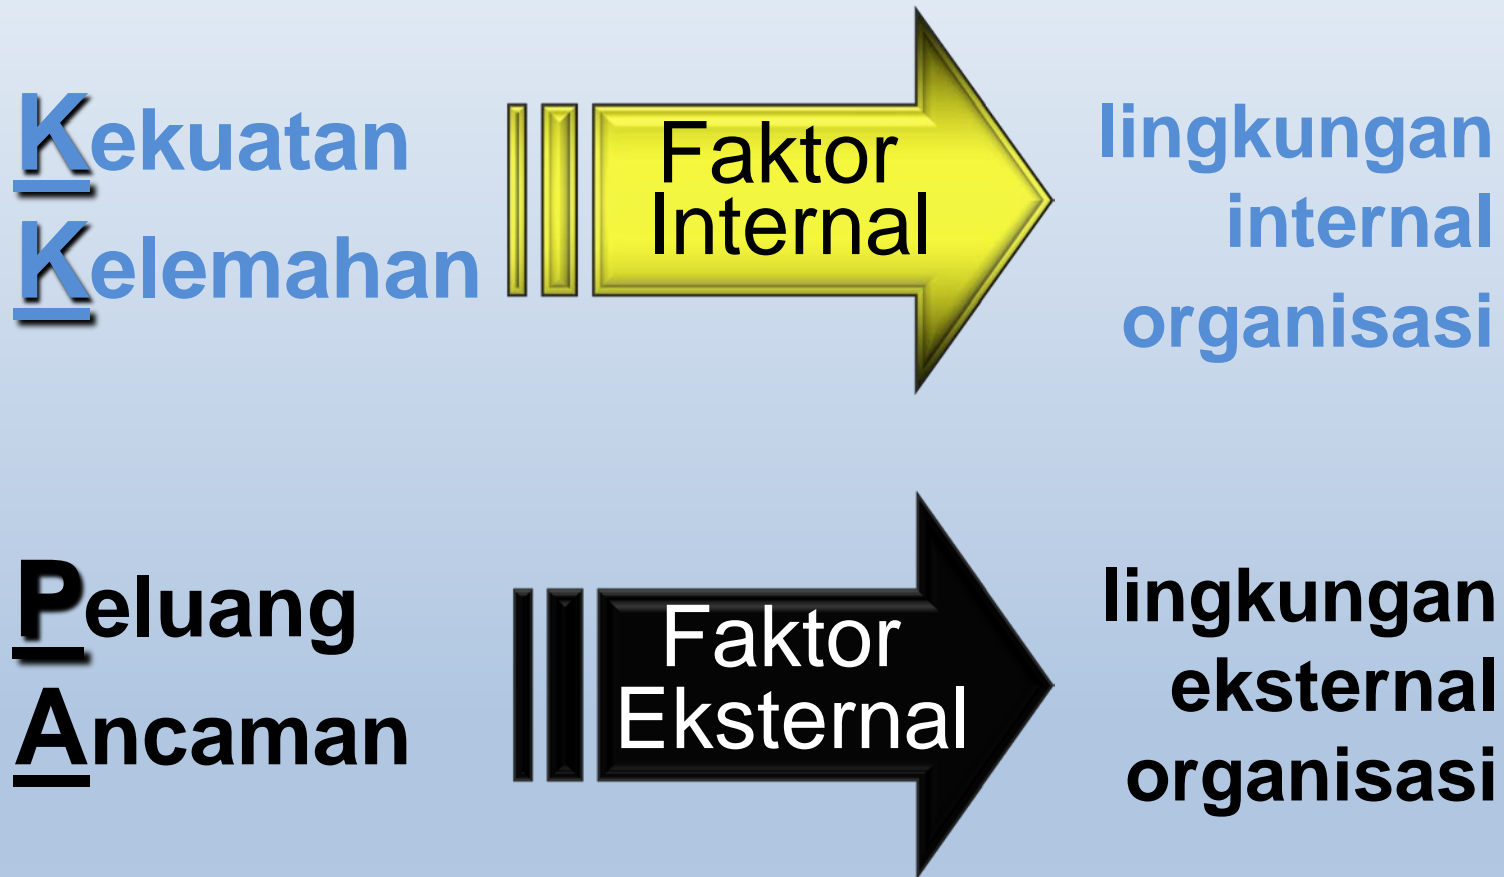 Kekuatan
Kelemahan
Faktor
Internal
lingkungan
internal
organisasi
Peluang
Ancaman
Faktor
Eksternal
lingkungan
eksternal
organisasi